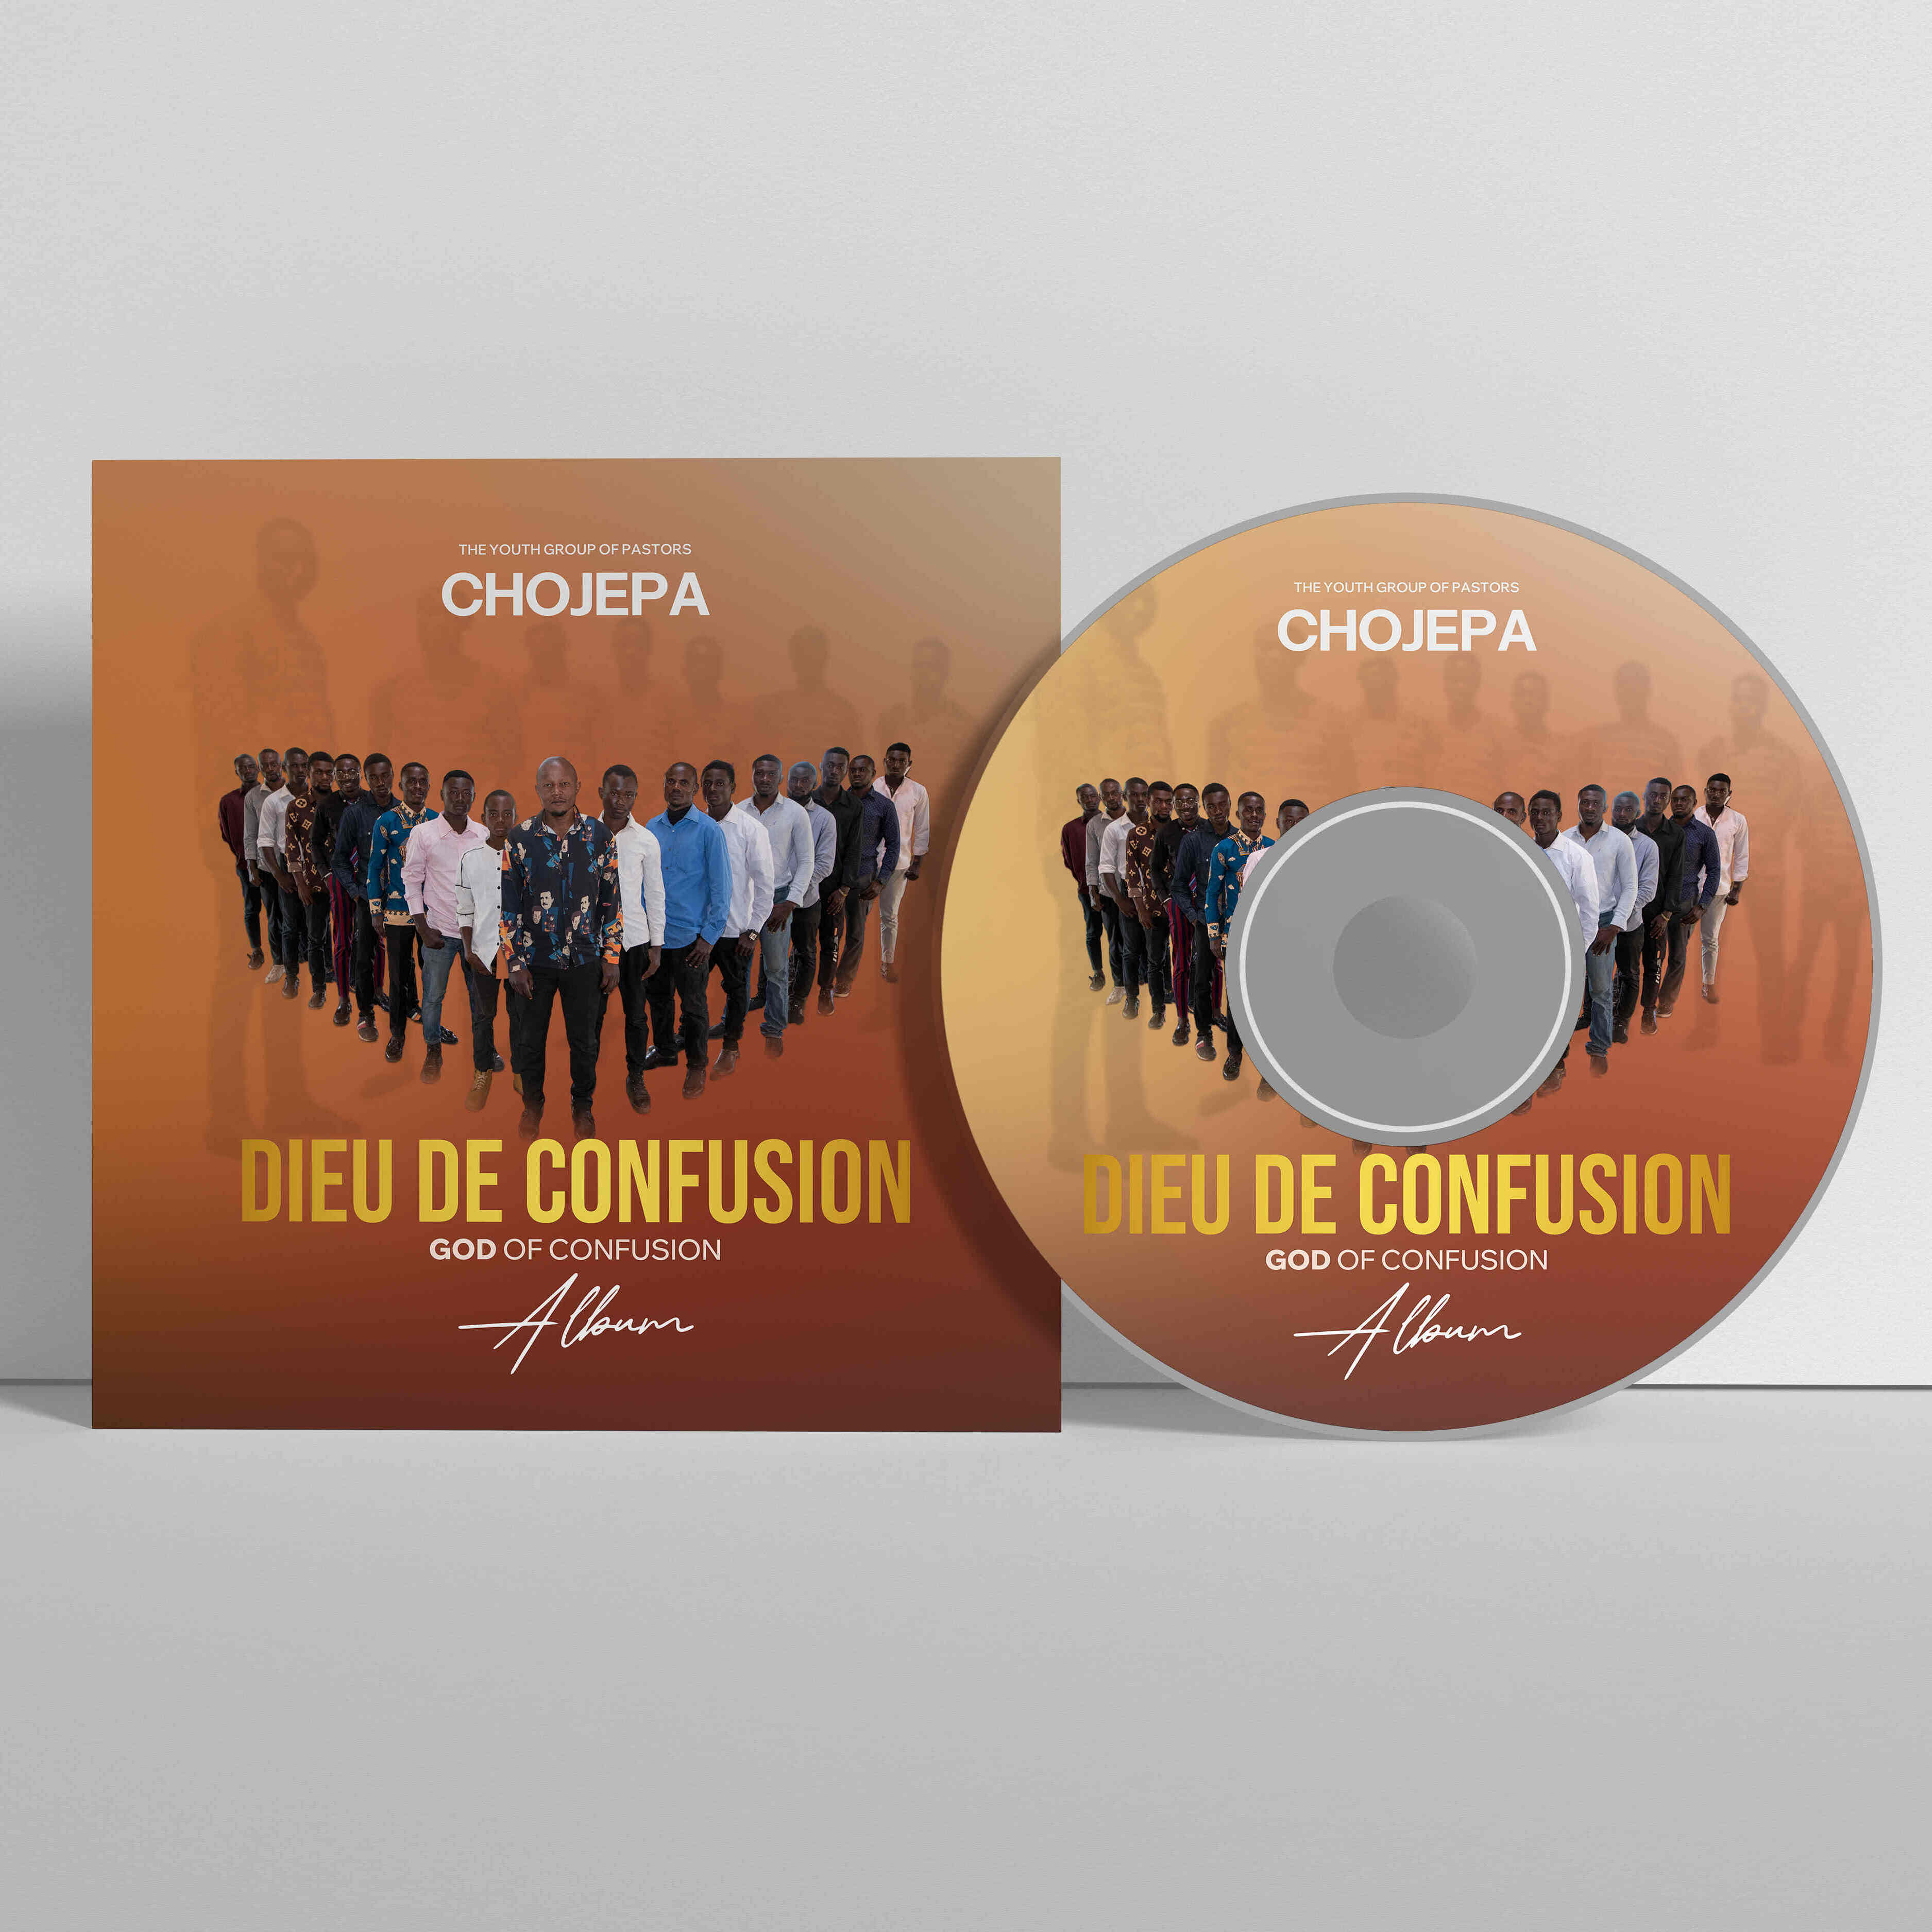 THE YOUTH GROUP OF PASTORS
CHOJEPA
DIEU DE CONFUSION
GOD OF CONFUSION
Album
THE YOUTH GROUP OF PASTORS
CHOJEPA
DIEU DE CONFUSION
GOD OF CONFUSION
Album